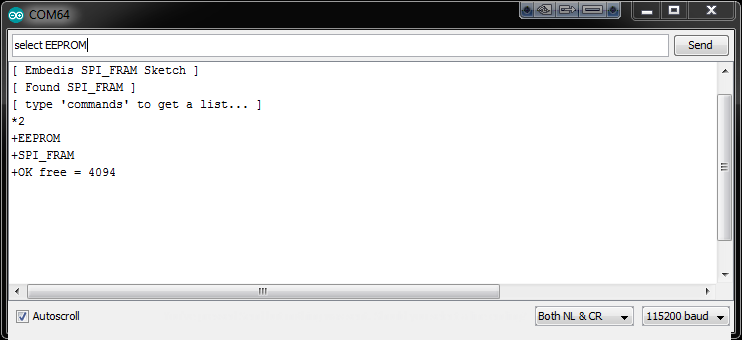 COM64
select EEPROM
Send
[ Embedis SPI_FRAM Sketch ]
[ Found SPI_FRAM ]
[ type 'commands' to get a list... ]
*2
+EEPROM
+SPI_FRAM
+OK free = 4094
Autoscroll
Both NL & CR
115200 baud